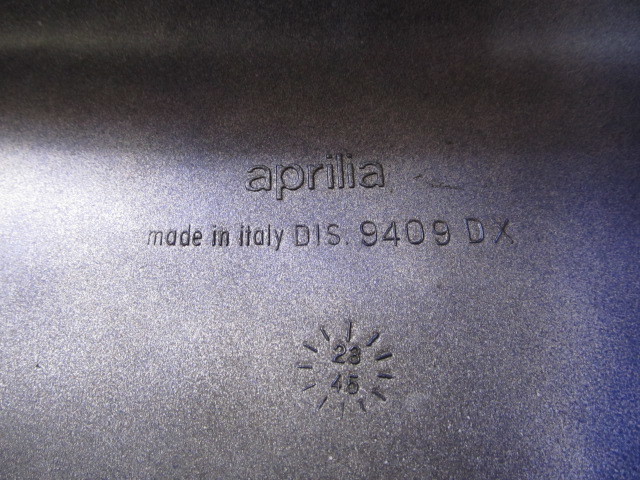 aprilia
made in italy DIS. 9409 DX
23
45